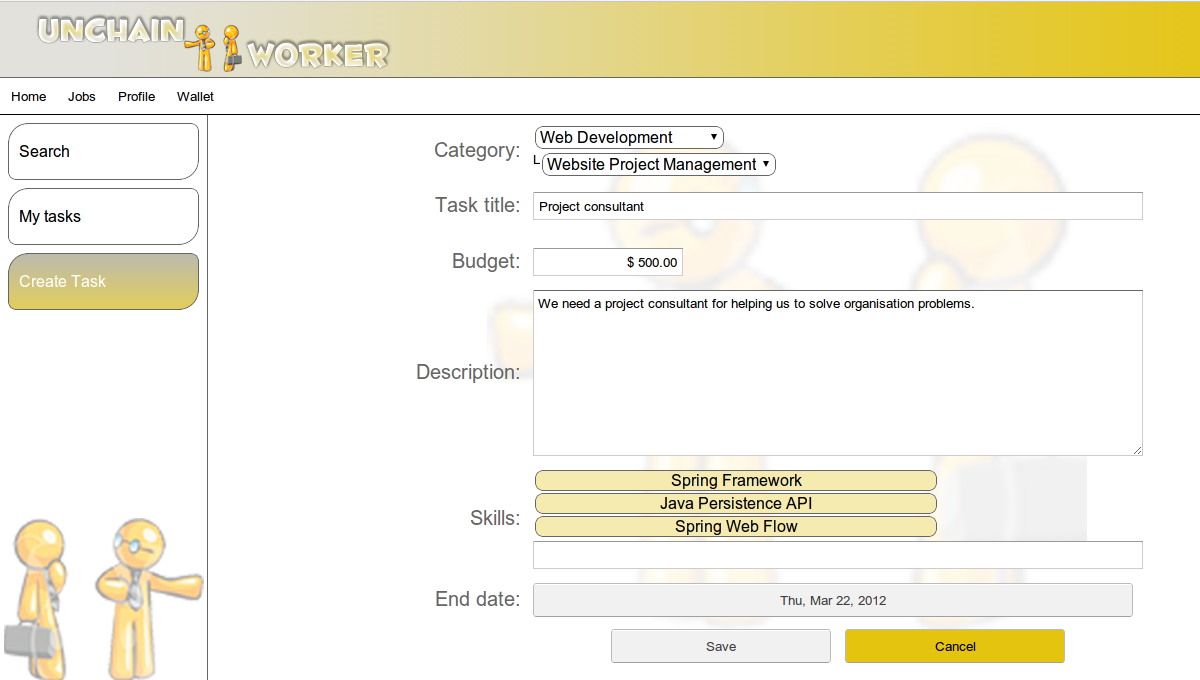 UNCHAIN
WORKER
Home Jobs Profile Wallet
Search
My tasks
Create Task
Category: Web Development
Website Project Management
Task title: Project consultant
Budget: $ 500.00
Description: We need a project consultant for helping us to solve organisation problems.
Skills: Spring Framework
Java Persistence API
Spring Web Flow
End date: Thu, Mar 22, 2012
Save Cancel